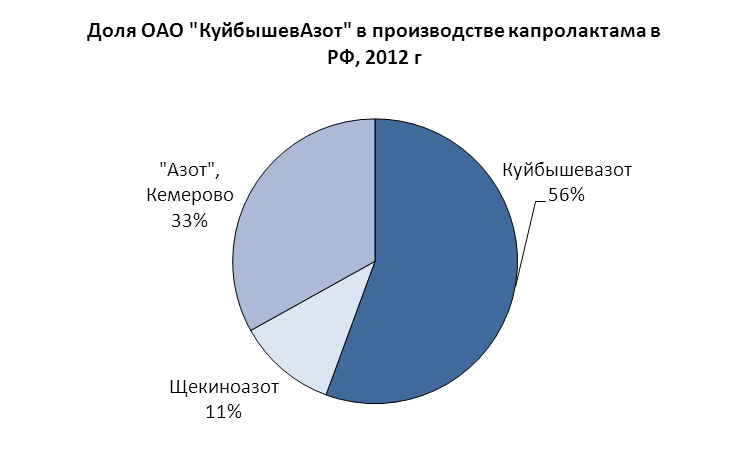 Доля ОАО "КуйбышевАзот" в производстве капролактама в
РФ, 2012 г
"Азот",
Кемерово
33%
Куйбышевазот
56%
Щекиноазот
11%